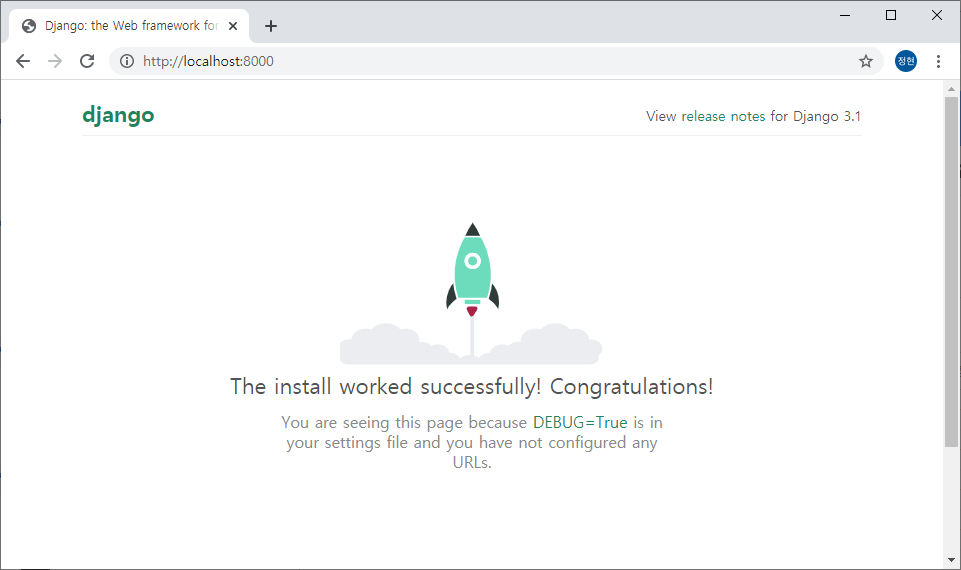 Django: the Web framework for
http://localhost:8000
정현
django
View release notes for Django 3.1
The install worked successfully! Congratulations!
You are seeing this page because DEBUG=True is in
your settings file and you have not configured any
URLs.